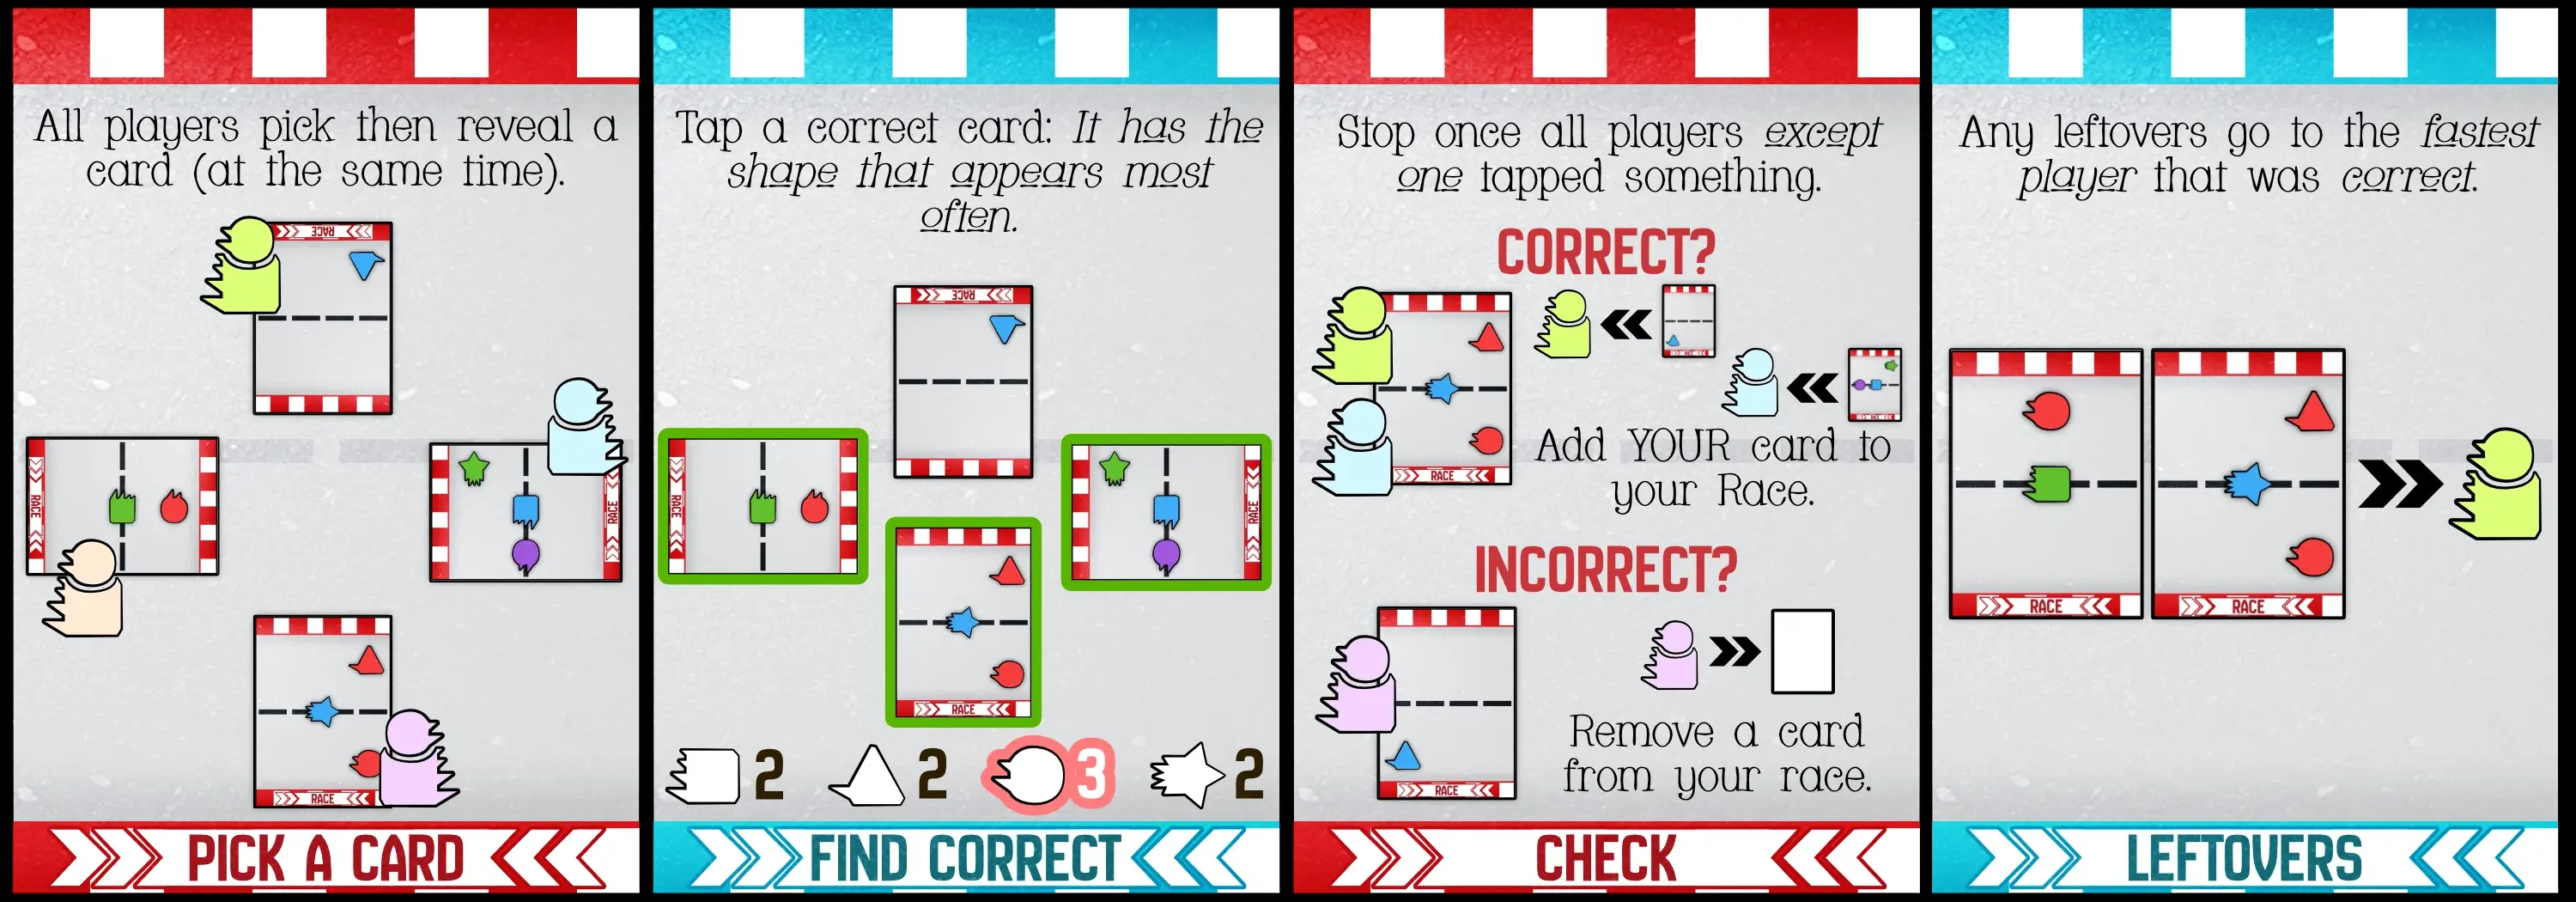 All players pick then reveal a
card (at the same time).
RACE
RACE
RACE
RACE
PICK A CARD
Tap a correct card: It has the
shape that appears most
often.
RACE
RACE
RACE
RACE
2
2
3
2
FIND CORRECT
Stop once all players except
one tapped something.
CORRECT?
RACE
Add YOUR card to
your Race.
INCORRECT?
RACE
Remove a card
from your race.
CHECK
Any leftovers go to the fastest
player that was correct.
RACE
RACE
LEFTOVERS